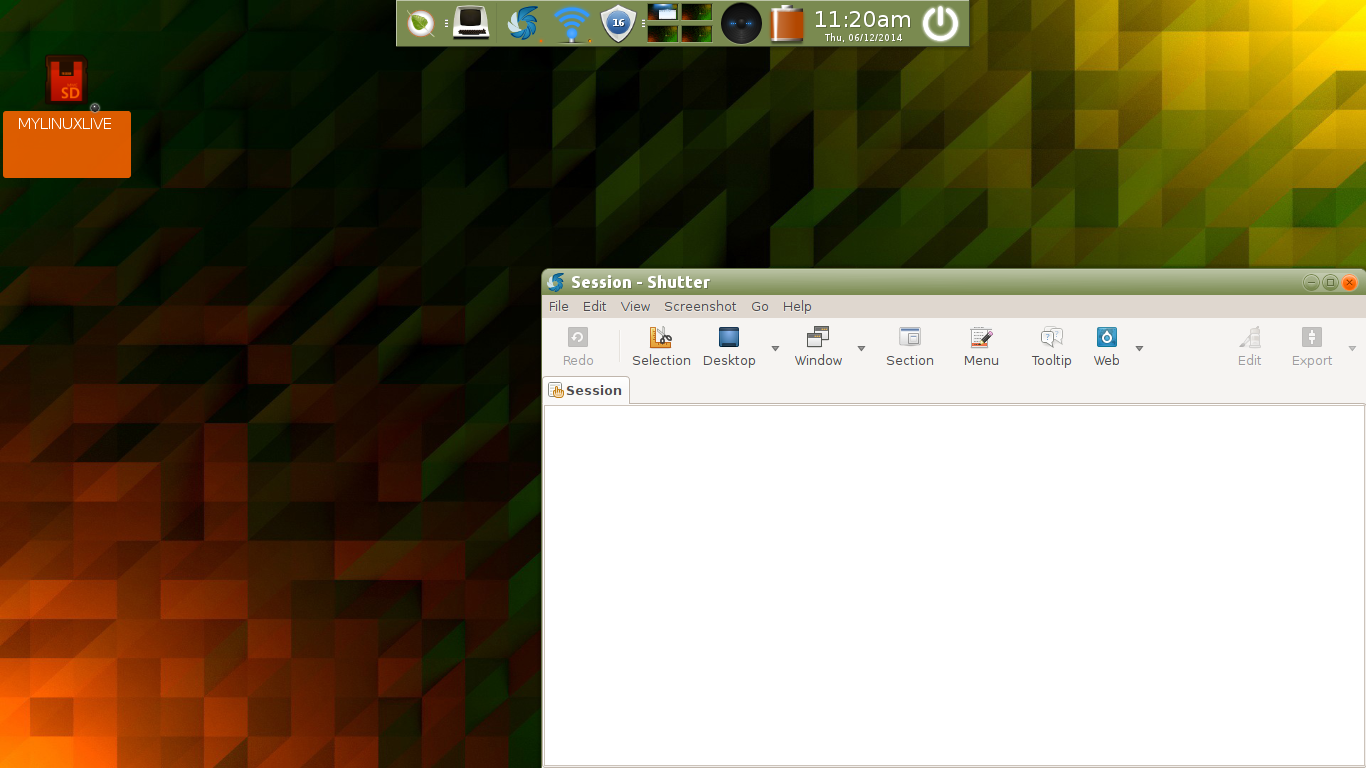 16
11:20am
Thu, 06/12/2014
SD
MYLINUXLIVE
Session - Shutter
File Edit View Screenshot Go Help
Redo Selection Desktop Window Section Menu Tooltip Web Edit Export
Session